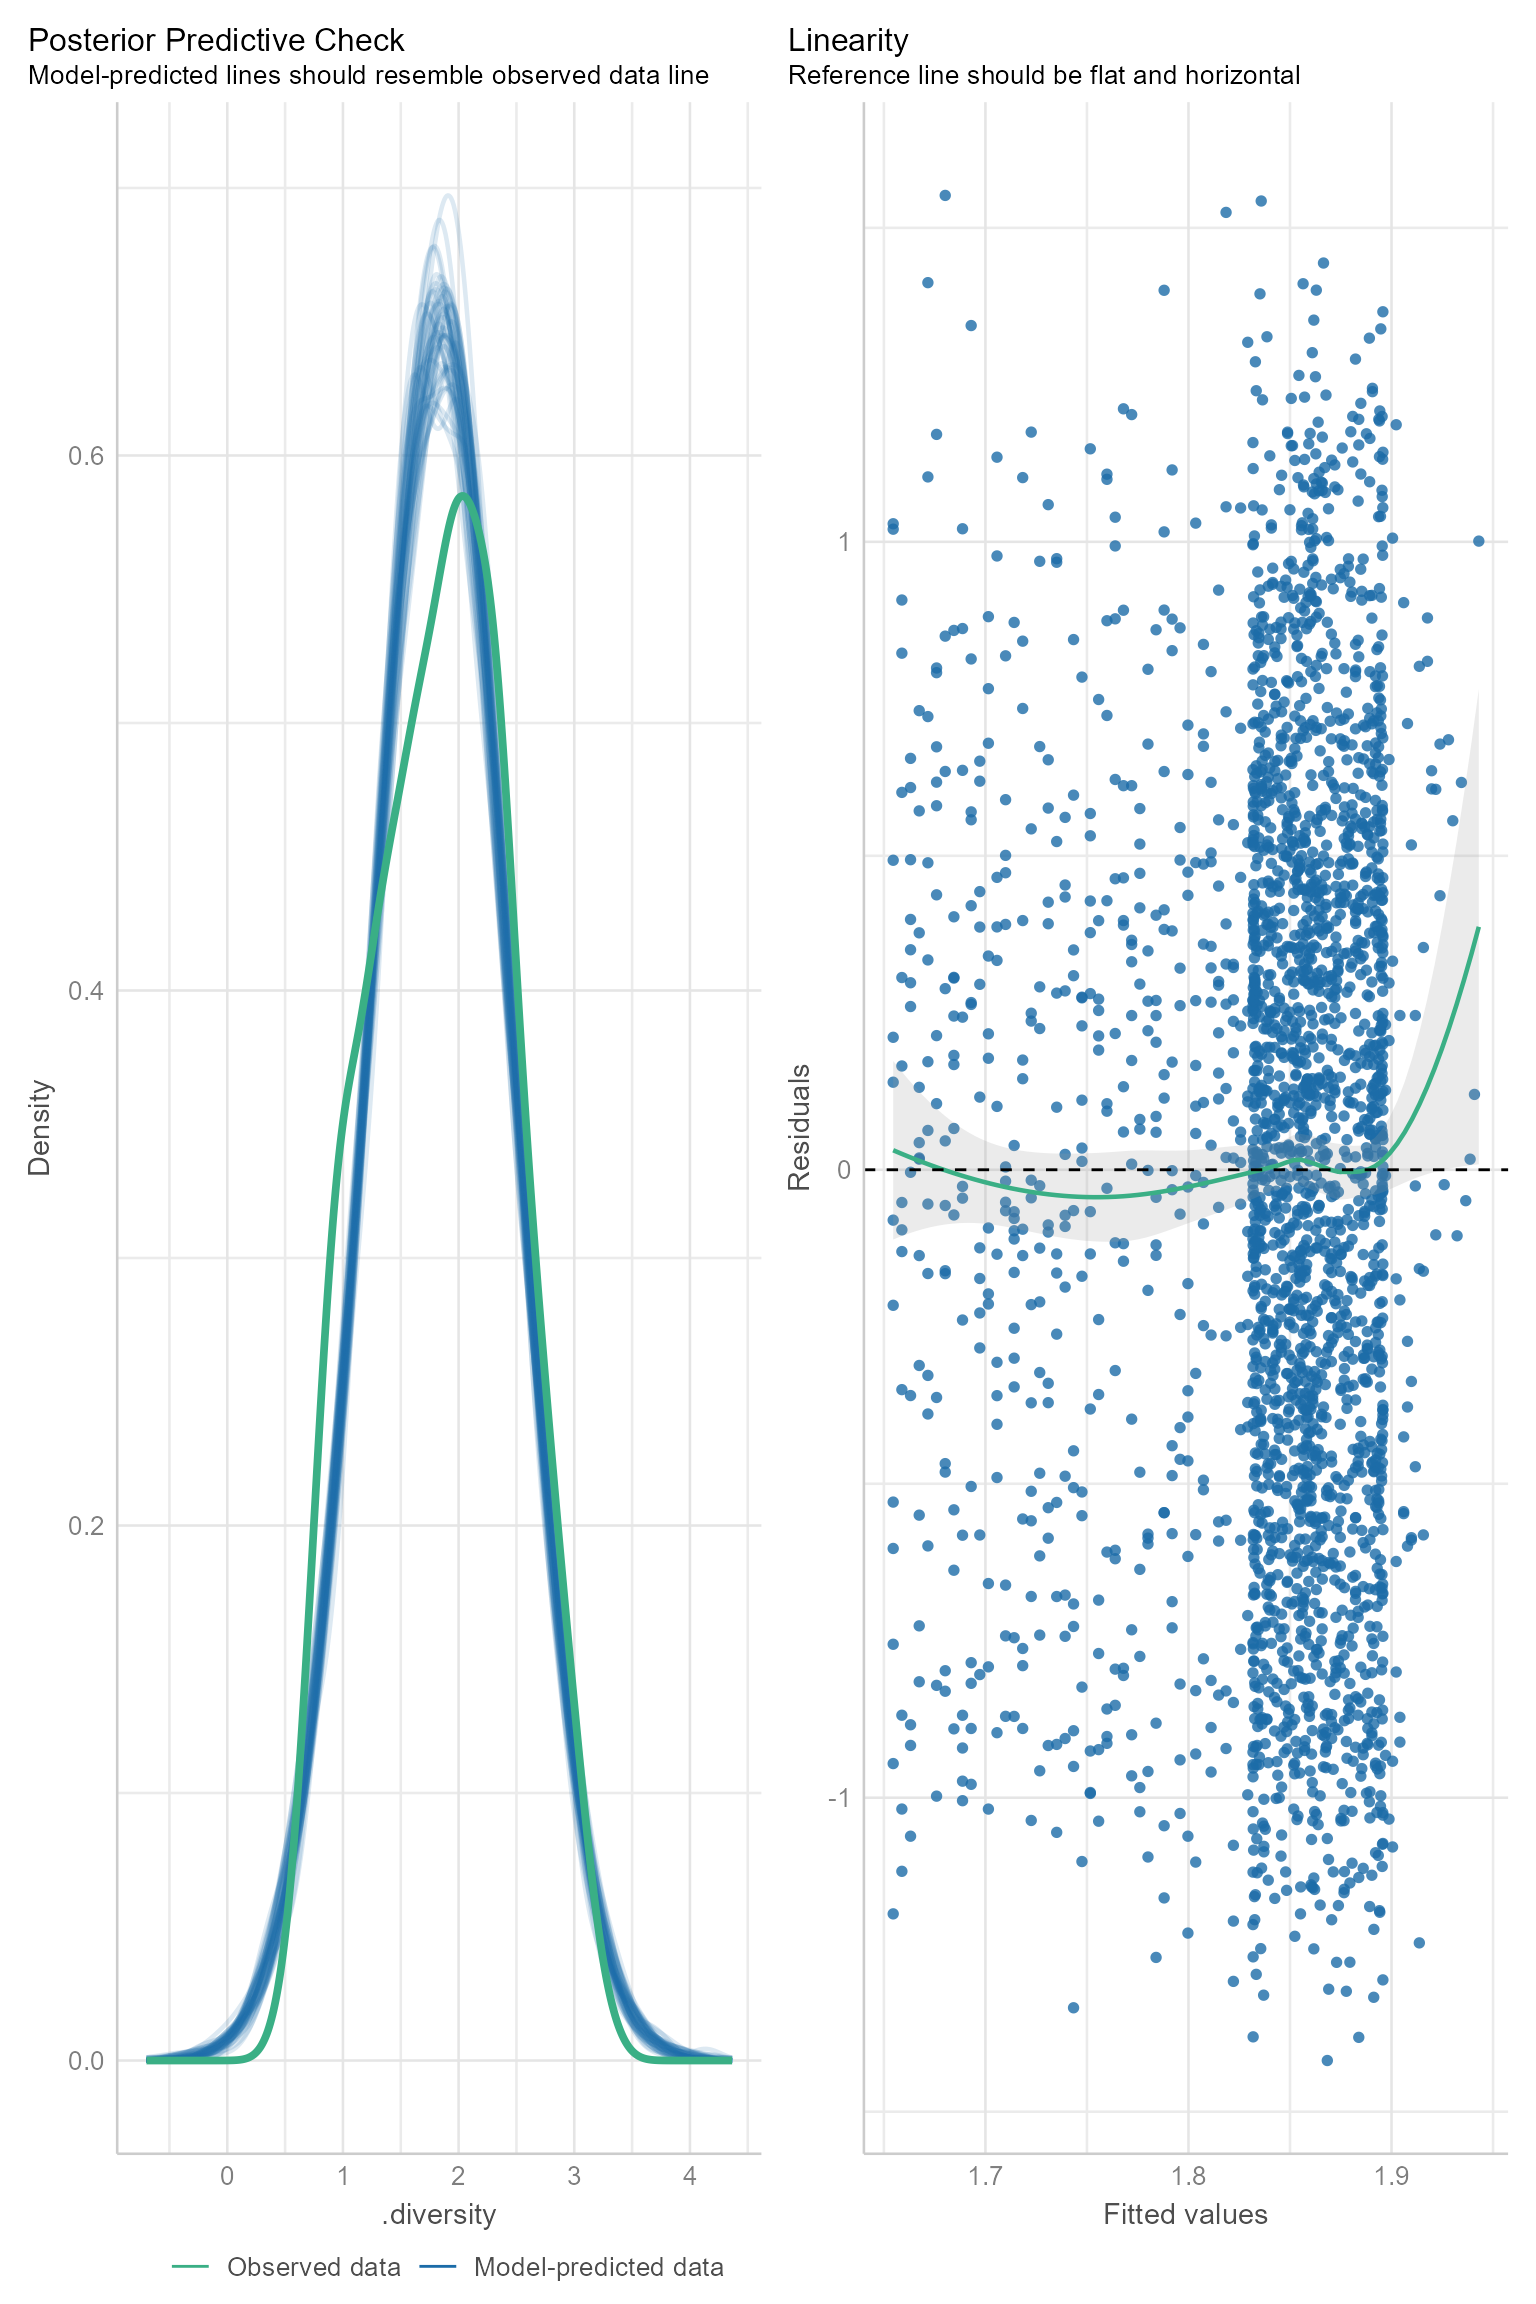 Posterior Predictive Check
Model-predicted lines should resemble observed data line
Density
0.6
0.4
0.2
0.0
0 1 2 3 4
.diversity
Observed data Model-predicted data
Linearity
Reference line should be flat and horizontal
Residuals
1
0
-1
1.7 1.8 1.9
Fitted values